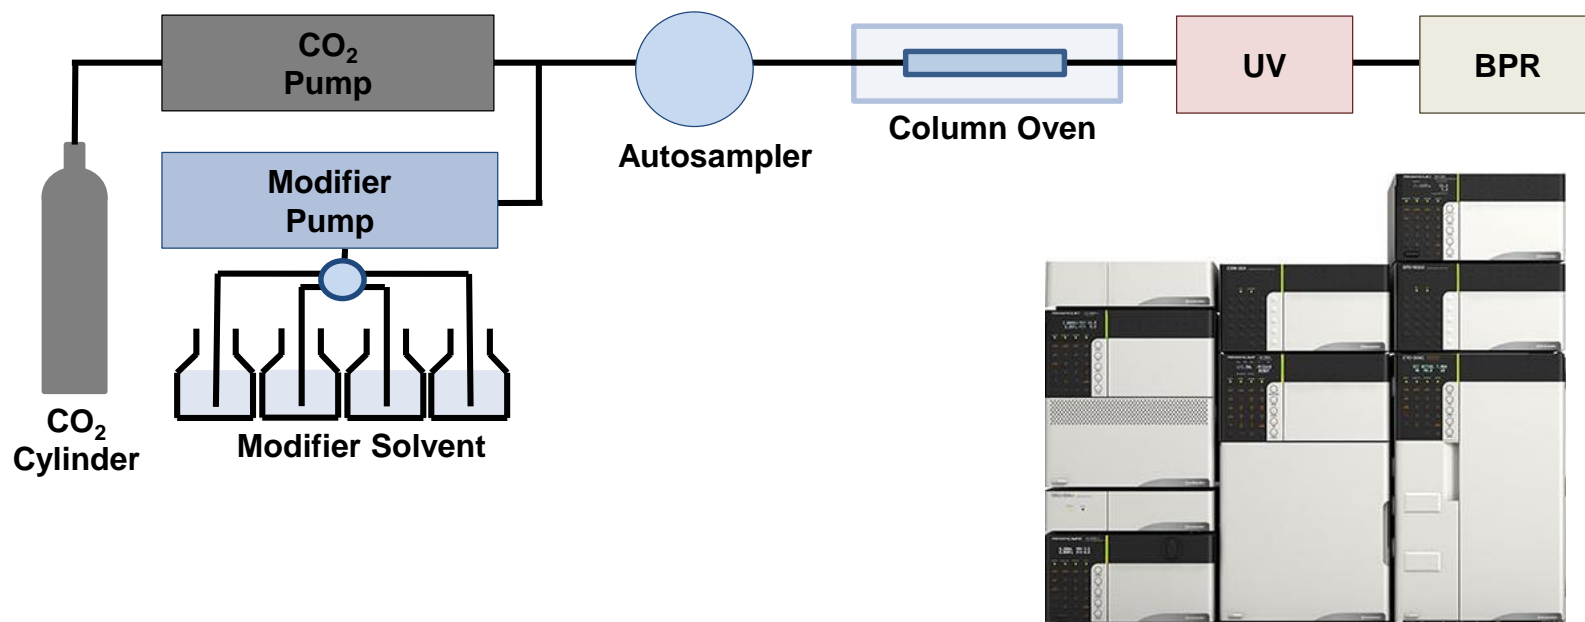 CO₂
Pump
UV
BPR
Column Oven
Autosampler
Modifier
Pump
CO₂
Cylinder
Modifier Solvent